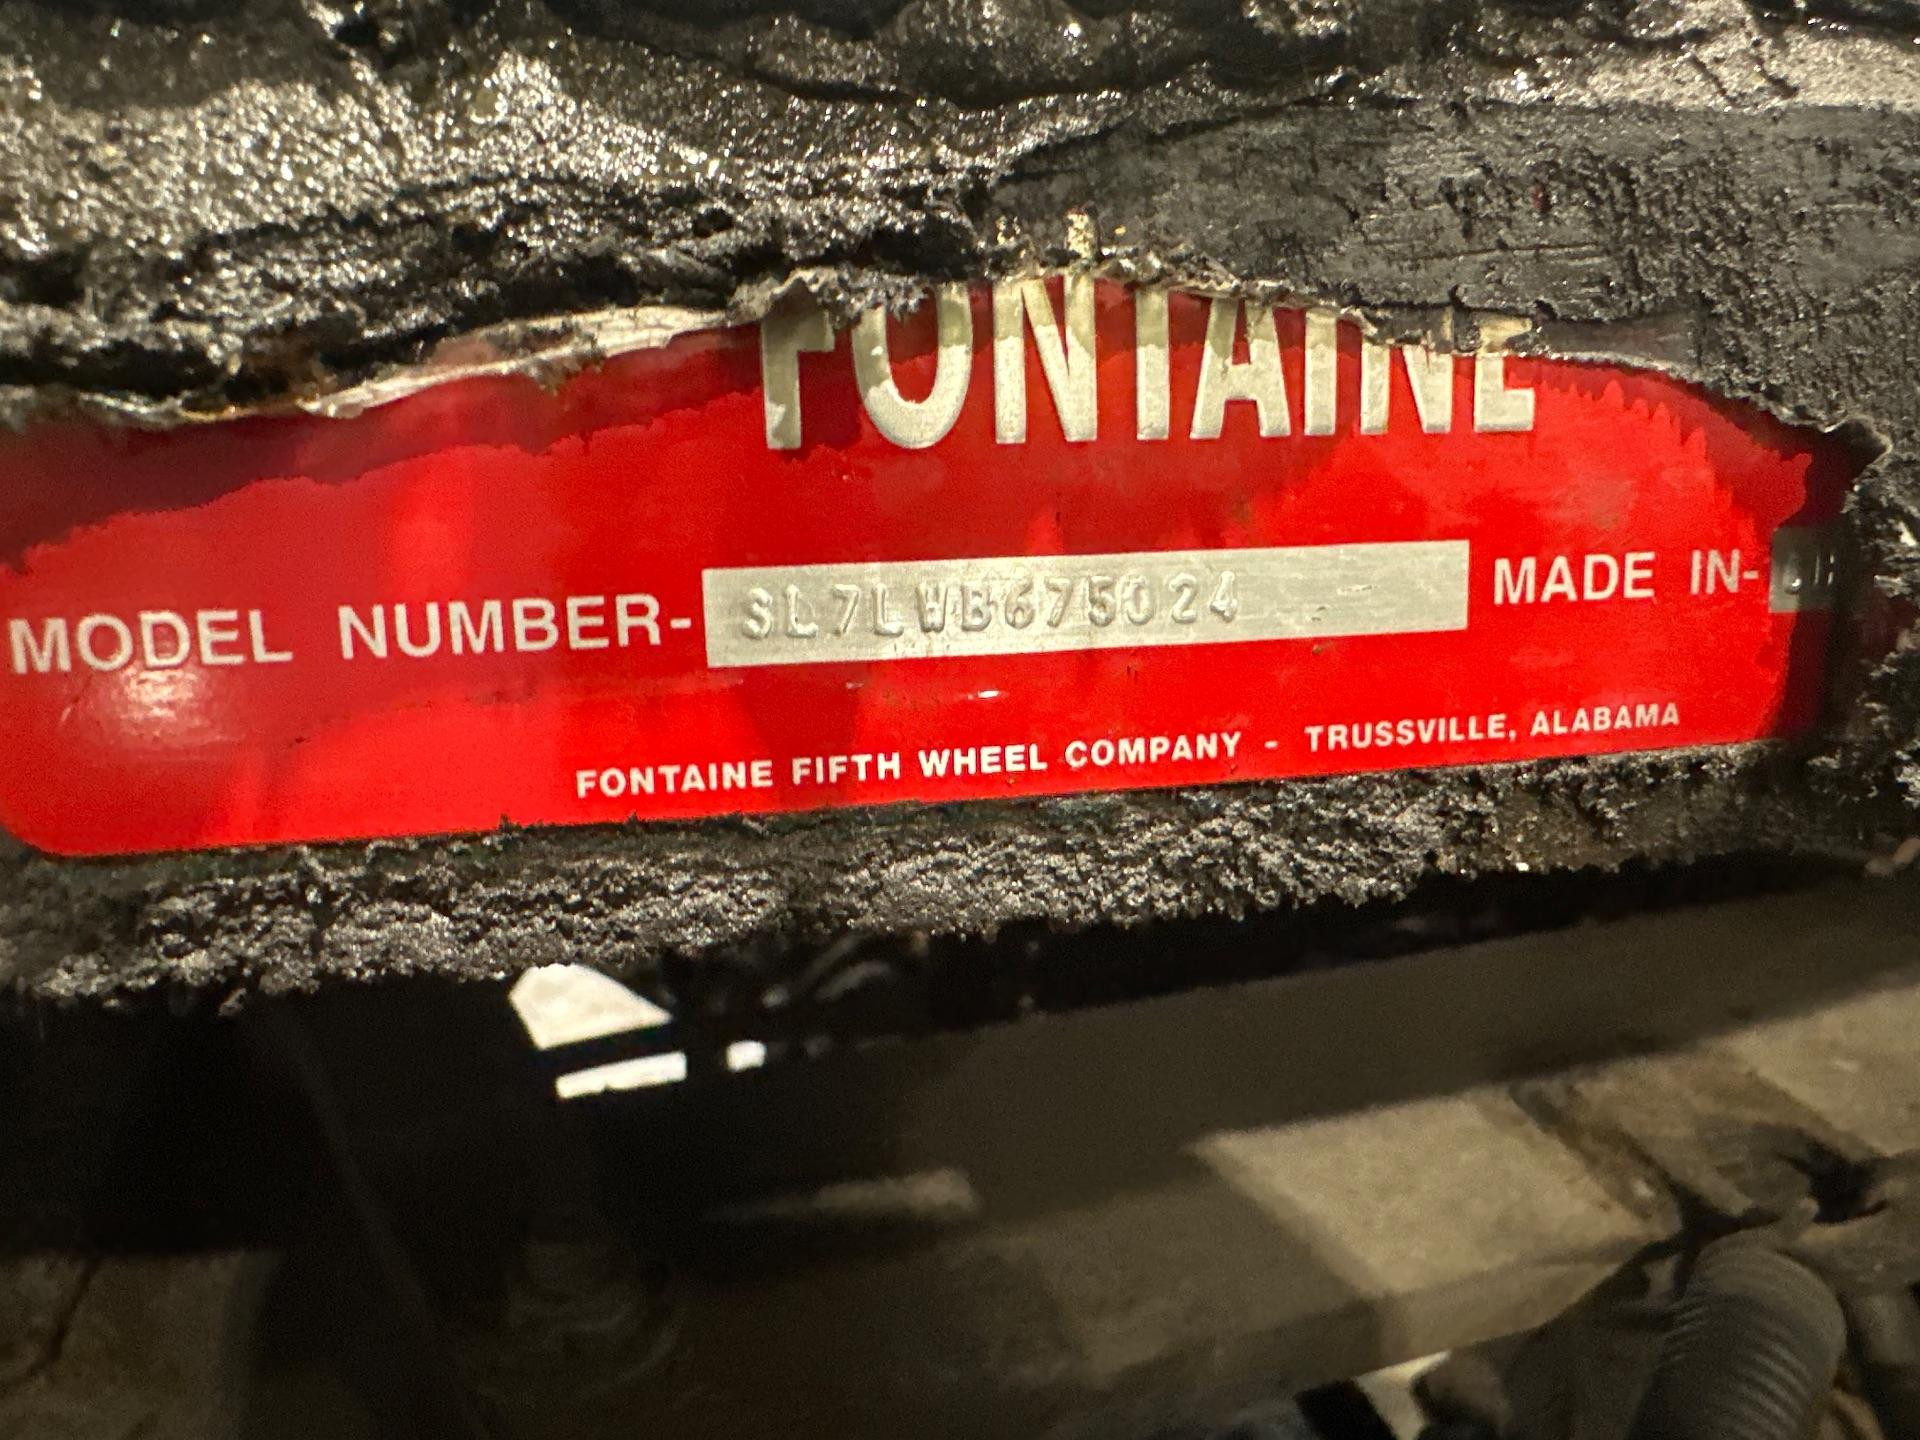 FONTAINE
MODEL NUMBER- SL7LWB675024 MADE IN-
FONTAINE FIFTH WHEEL COMPANY - TRUSSVILLE, ALABAMA